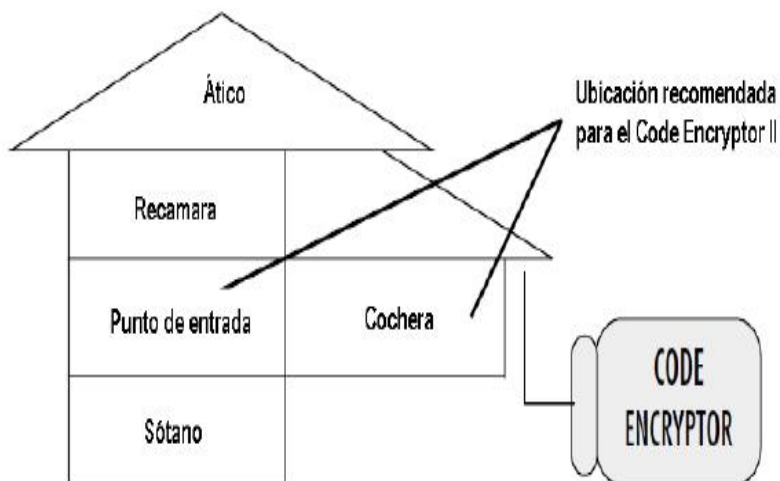 Ático
Ubicación recomendada
para el Code Encryptor II
Recamara
Punto de entrada
Cochera
Sótano
CODE
ENCRYPTOR